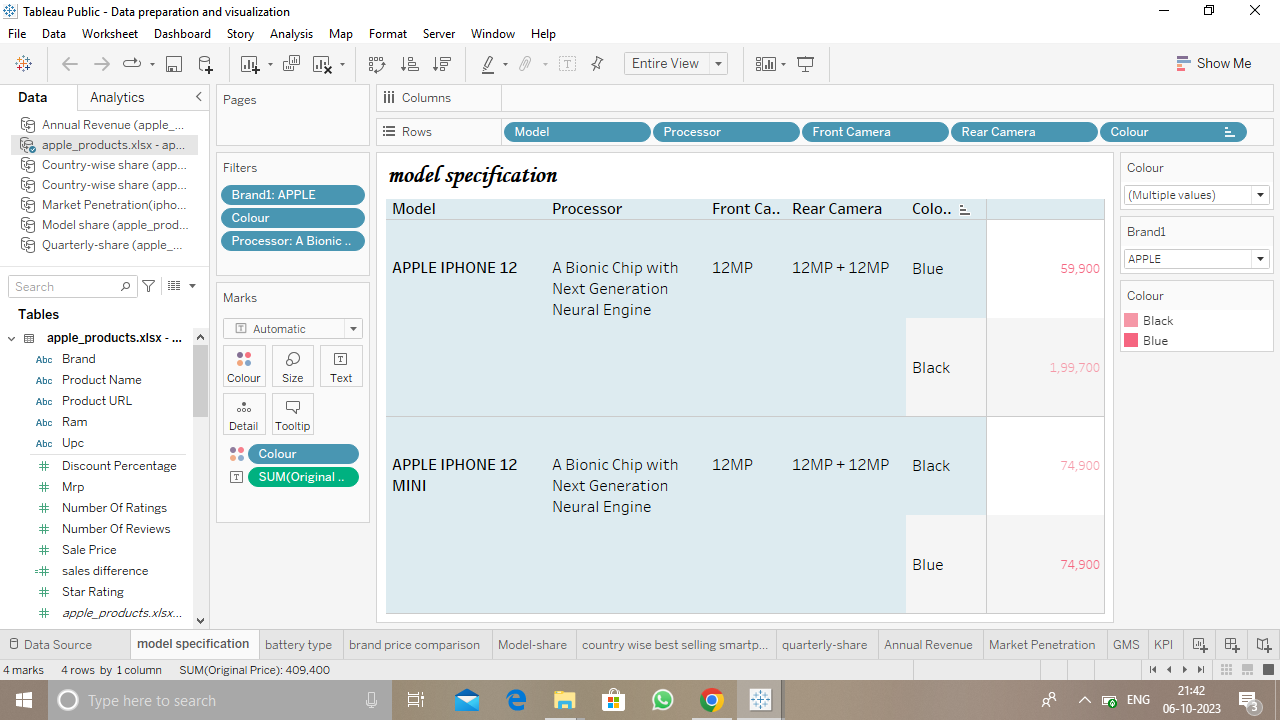 Tableau Public - Data preparation and visualization
File Data Worksheet Dashboard Story Analysis Map Format Server Window Help
Entire View
Show Me
Data Analytics
Annual Revenue (apple_...
apple_products.xlsx - ap...
Country-wise share (app...
Country-wise share (app...
Market Penetration(ipho...
Model share (apple_prod...
Quarterly-share (apple_...
Search
Tables
apple_products.xlsx - ...
Abc Brand
Abc Product Name
Abc Product URL
Abc Ram
Abc Upc
Discount Percentage
Mrp
Number Of Ratings
Number Of Reviews
Sale Price
sales difference
Star Rating
apple_products.xlsx...
Pages
Filters
Brand1: APPLE
Colour
Processor: A Bionic ..
Marks
Automatic
Colour Size Text
Detail Tooltip
Colour
SUM(Original ..
Columns
Rows Model Processor Front Camera Rear Camera Colour
model specification
Model Processor Front Ca.. Rear Camera Colo..
APPLE IPHONE 12 A Bionic Chip with 12MP 12MP + 12MP Blue 59,900
Next Generation
Neural Engine
Black 1,99,700
APPLE IPHONE 12 A Bionic Chip with 12MP 12MP + 12MP Black 74,900
MINI Next Generation
Neural Engine
Blue 74,900
Colour
(Multiple values)
Brand1
APPLE
Colour
Black
Blue
Data Source model specification battery type brand price comparison Model-share country wise best selling smartp... quarterly-share Annual Revenue Market Penetration GMS KPI
4 marks 4 rows by 1 column SUM(Original Price): 409,400
Type here to search
ENG
21:42
06-10-2023
3